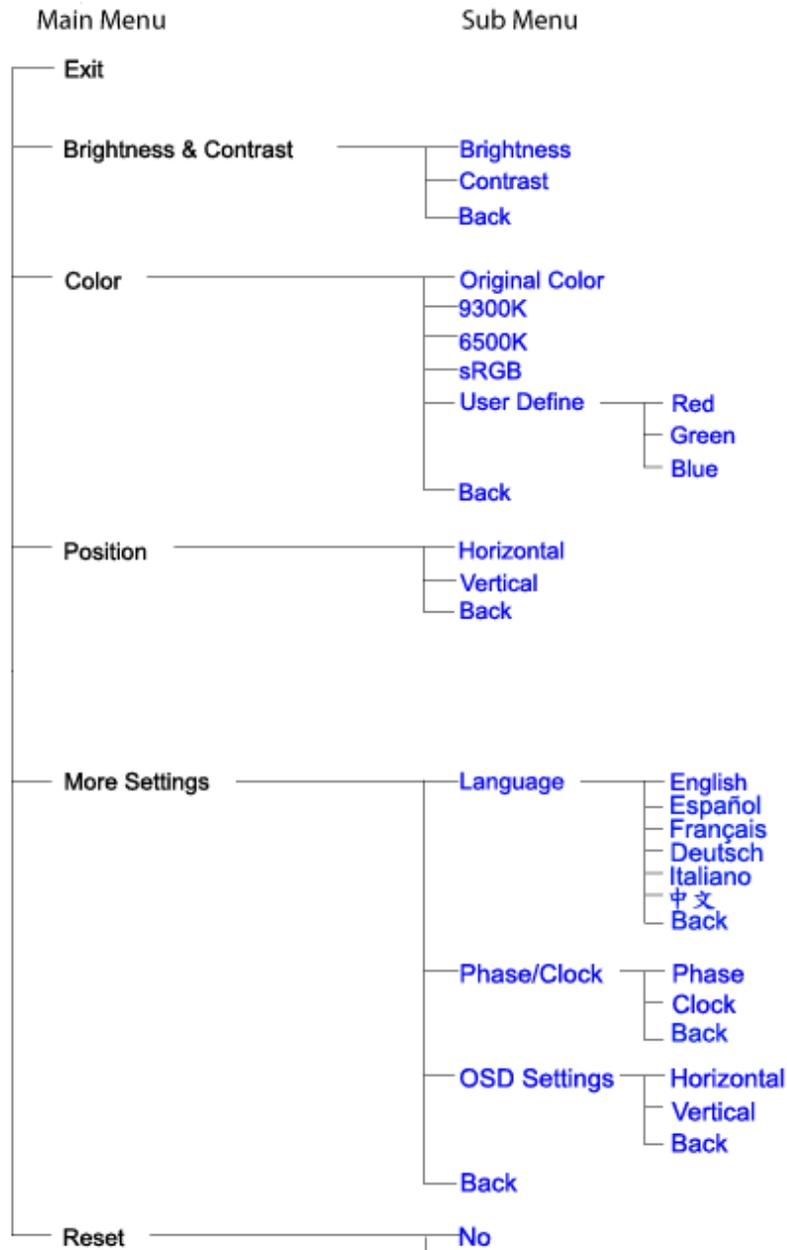 Main Menu Sub Menu
Exit
Brightness & Contrast Brightness
Contrast
Back
Color Original Color
9300K
6500K
sRGB
User Define Red
Green
Blue
Back
Position Horizontal
Vertical
Back
More Settings Language English
Español
Français
Deutsch
Italiano
中文
Back
Phase/Clock Phase
Clock
Back
OSD Settings Horizontal
Vertical
Back
Back
Reset No